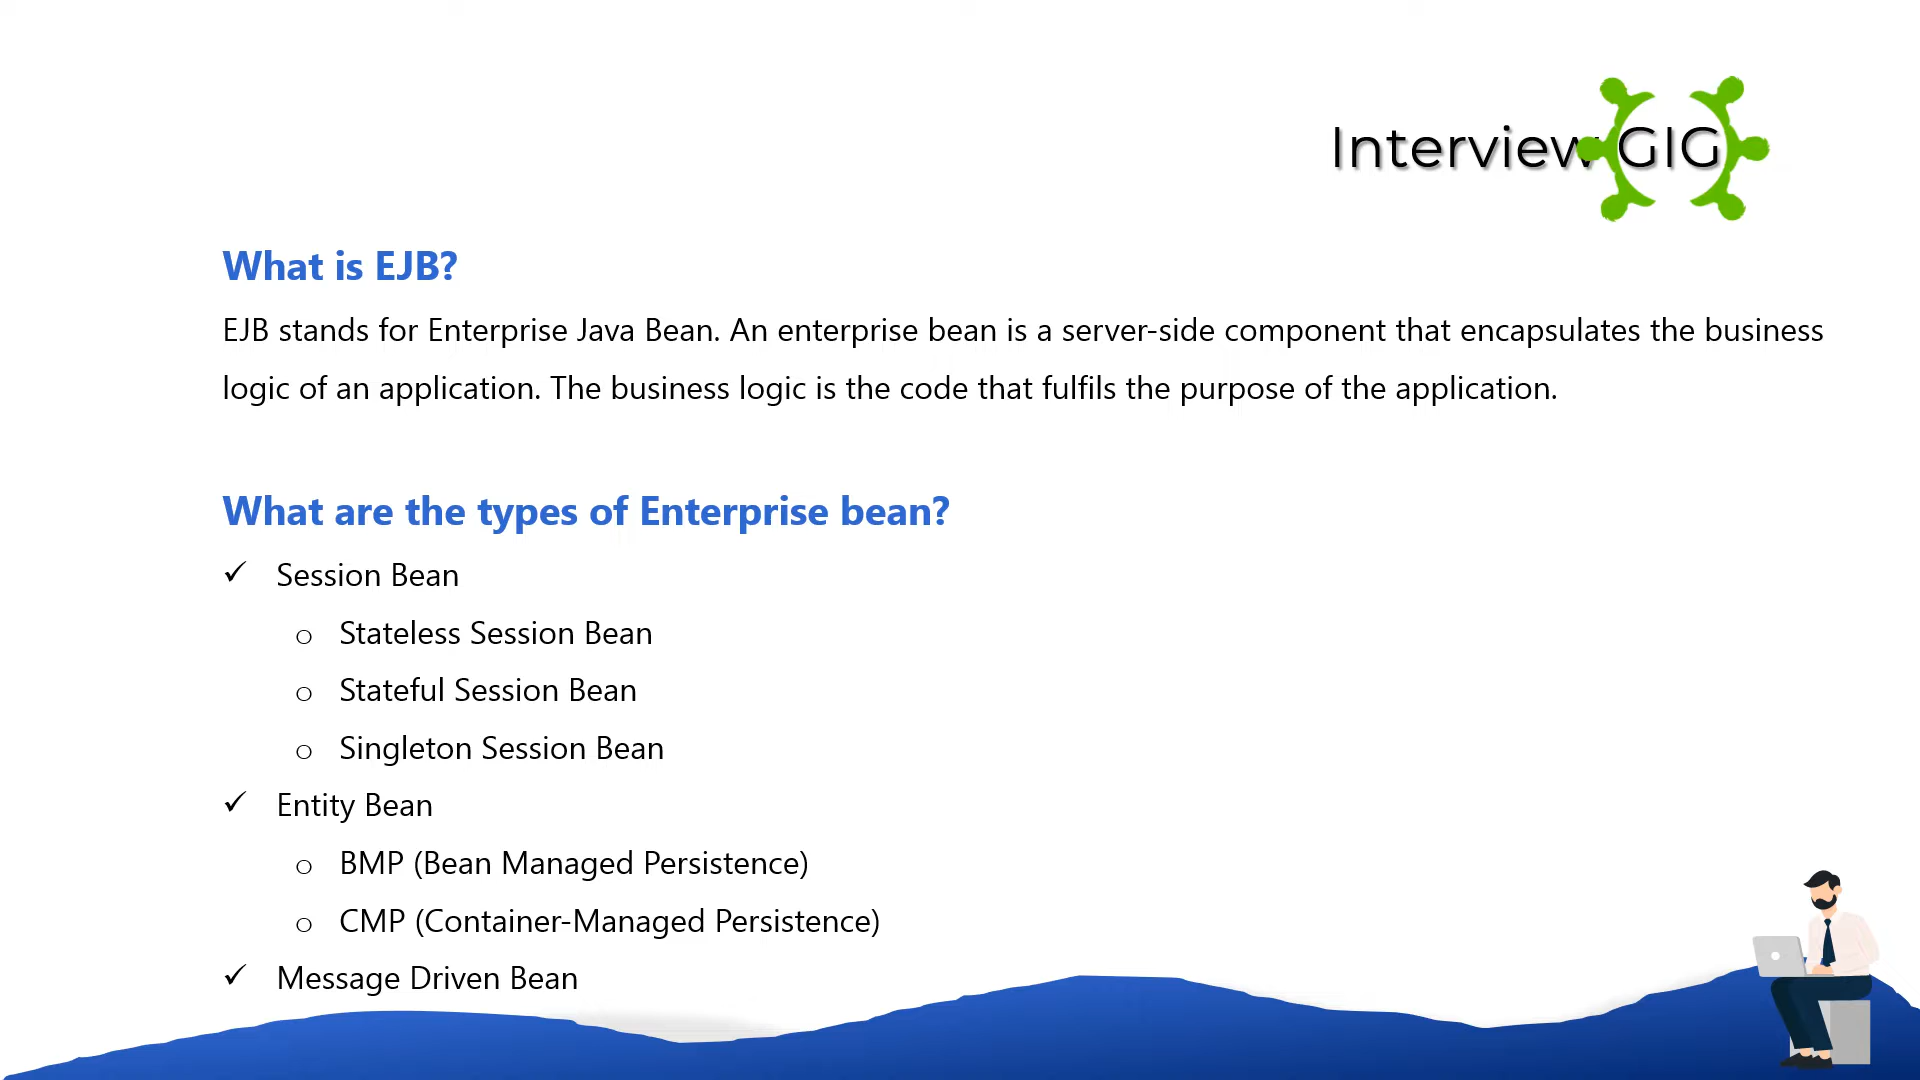 Interview GIG
What is EJB?
EJB stands for Enterprise Java Bean. An enterprise bean is a server-side component that encapsulates the business
logic of an application. The business logic is the code that fulfils the purpose of the application.
What are the types of Enterprise bean?
✓ Session Bean
o Stateless Session Bean
o Stateful Session Bean
o Singleton Session Bean
✓ Entity Bean
o BMP (Bean Managed Persistence)
o CMP (Container-Managed Persistence)
✓ Message Driven Bean